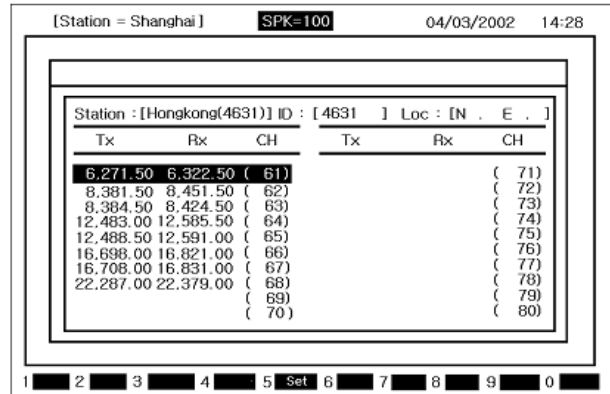 [Station = Shanghai] SPK=100 04/03/2002 14:28
Station :[Hongkong(4631)] ID : [4631 ] Loc : [N . E . ]
Tx Rx CH Tx Rx CH
6,271.50 6,322.50 ( 61) ( 71)
8,381.50 8,451.50 ( 62) ( 72)
8,384.50 8,424.50 ( 63) ( 73)
12,483.00 12,585.50 ( 64) ( 74)
12,488.50 12,591.00 ( 65) ( 75)
16,698.00 16,821.00 ( 66) ( 76)
16,708.00 16,831.00 ( 67) ( 77)
22,287.00 22,379.00 ( 68) ( 78)
( 69) ( 79)
( 70) ( 80)
1 2 3 4 5 Set 6 7 8 9 0